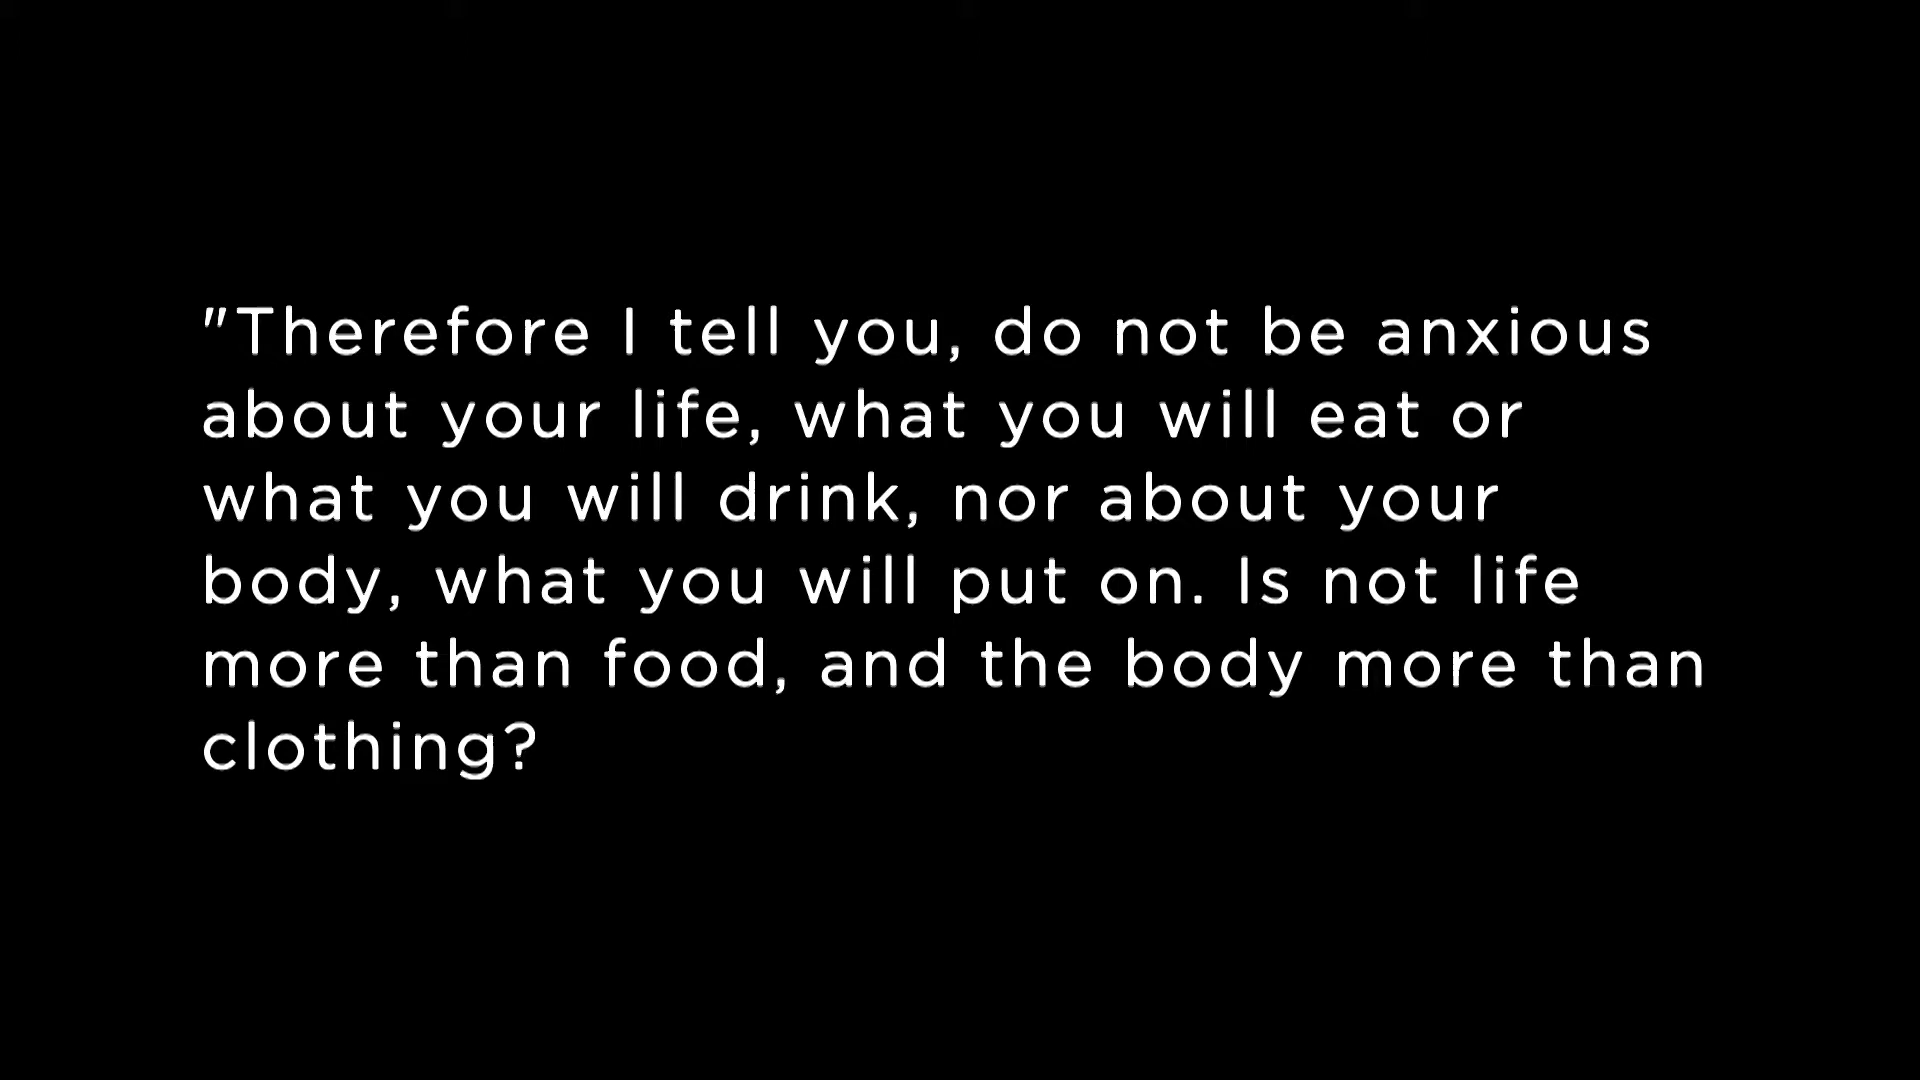 "Therefore I tell you, do not be anxious
about your life, what you will eat or
what you will drink, nor about your
body, what you will put on. Is not life
more than food, and the body more than
clothing?